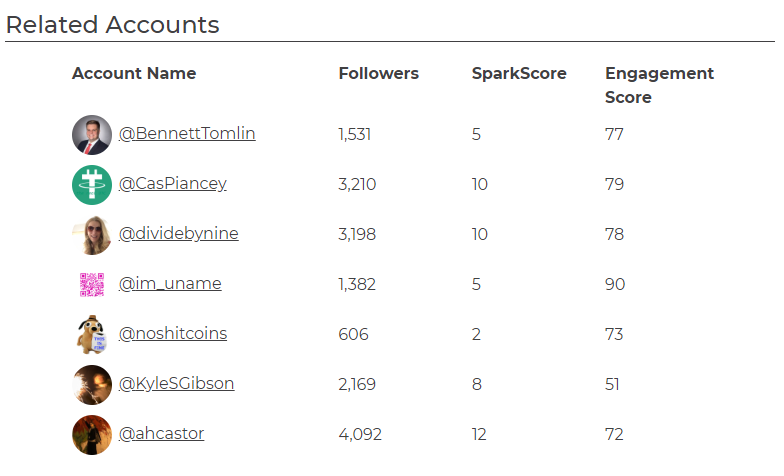 Related Accounts
Account Name Followers SparkScore Engagement Score
@BennettTomlin 1,531 5 77
@CasPiancey 3,210 10 79
@dividebynine 3,198 10 78
@im_uname 1,382 5 90
@noshitcoins 606 2 73
@KyleSGibson 2,169 8 51
@ahcastor 4,092 12 72